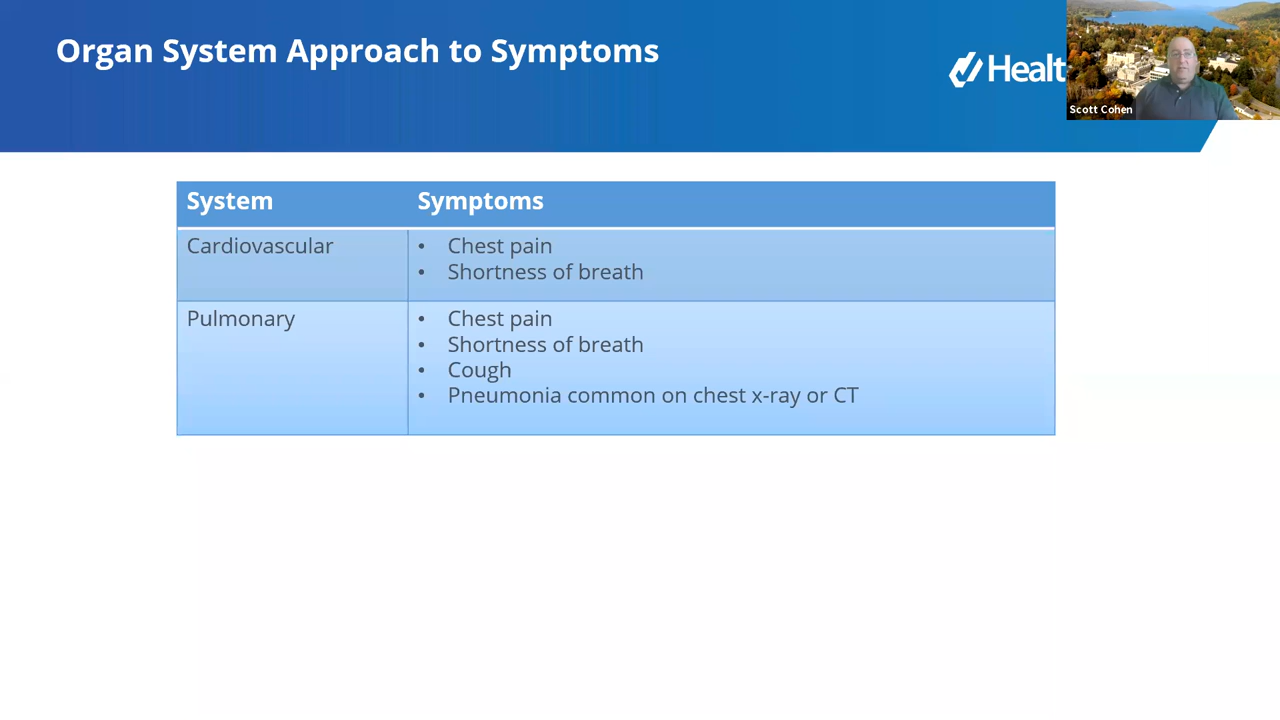 Organ System Approach to Symptoms
Healt
Scott Cohen
System Symptoms
Cardiovascular
• Chest pain
• Shortness of breath
Pulmonary
• Chest pain
• Shortness of breath
• Cough
• Pneumonia common on chest x-ray or CT